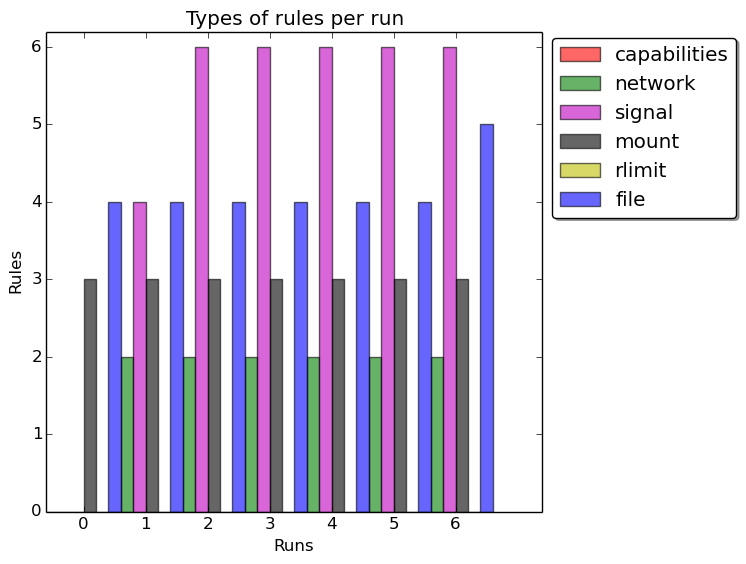 Types of rules per run
6
5
4
3
2
1
0
Rules
0 1 2 3 4 5 6
Runs
capabilities
network
signal
mount
rlimit
file